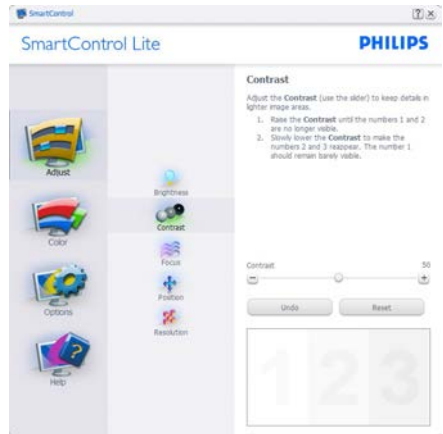 SmartControl
SmartControl Lite
PHILIPS
Adjust
Color
Options
Help
Brightness
Contrast
Focus
Position
Resolution
Contrast
Adjust the Contrast (use the slider) to keep details in
lighter image areas.
1. Raise the Contrast until the numbers 1 and 2
are no longer visible.
2. Slowly lower the Contrast to make the
numbers 2 and 3 reappear. The number 1
should remain barely visible.
Contrast 50
Undo Reset
1 2 3